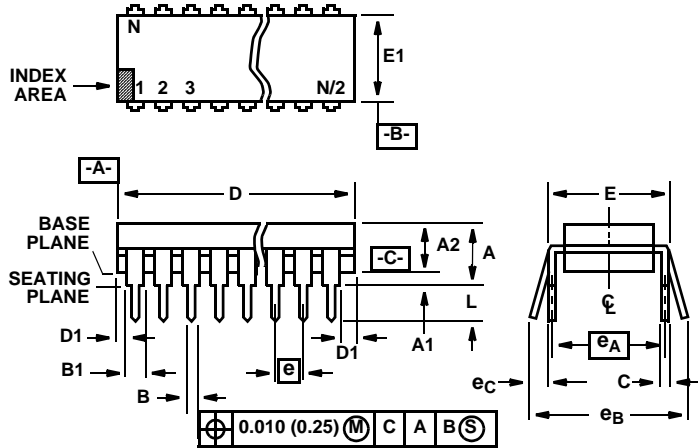 N
E1
INDEX
AREA
1 2 3 N/2
-B-
-A-
D
E
BASE
PLANE
A2
A
-C-
SEATING
PLANE
L
℄
D1
A1
D1
eA
B1
e
B
eC
C
eB
0.010 (0.25) Ⓜ C A B Ⓢ